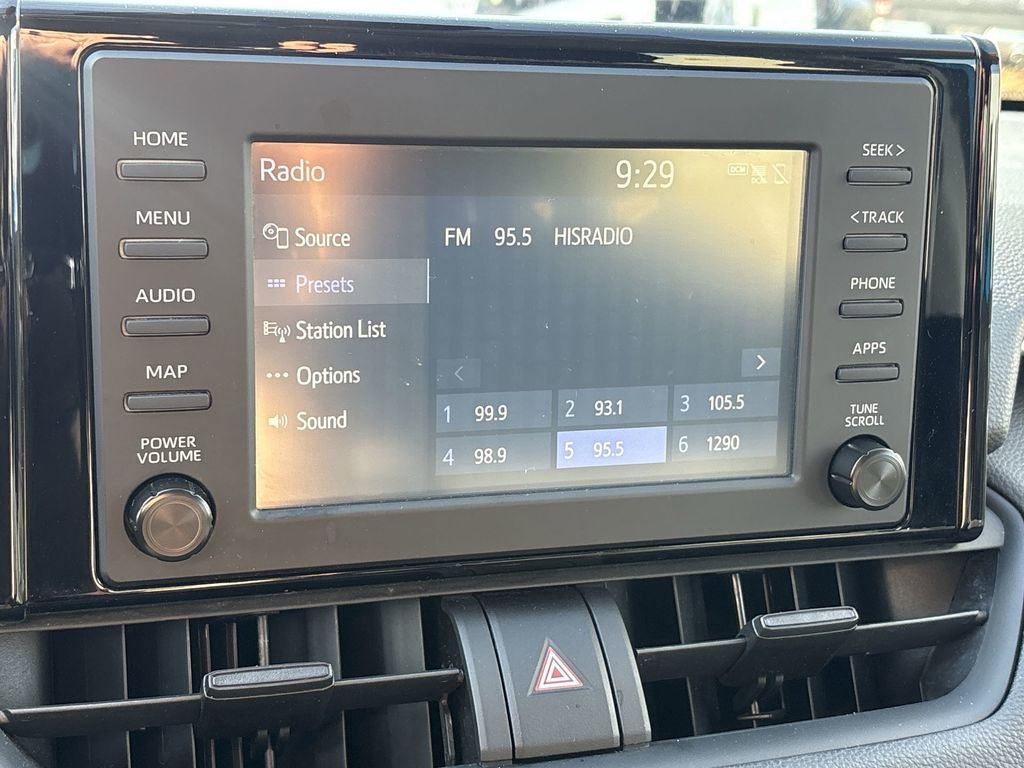 HOME
MENU
AUDIO
MAP
POWER
VOLUME
Radio
9:29
DCM
DCM
Source
Presets
Station List
Options
Sound
FM 95.5 HISRADIO
< >
1 99.9 2 93.1 3 105.5
4 98.9 5 95.5 6 1290
SEEK >
< TRACK
PHONE
APPS
TUNE
SCROLL